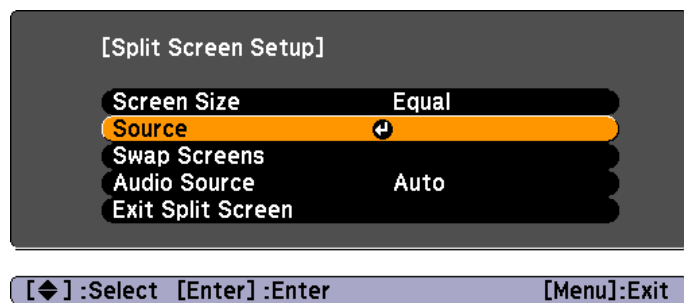 [Split Screen Setup]
Screen Size Equal
Source
Swap Screens
Audio Source Auto
Exit Split Screen
[◆] :Select [Enter] :Enter [Menu]:Exit